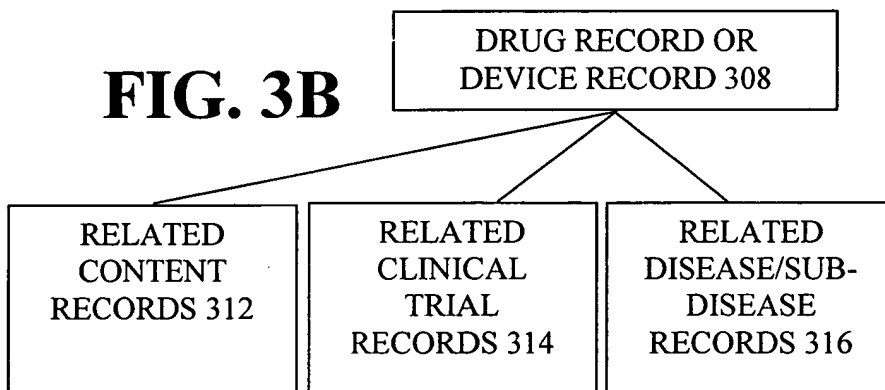 DRUG RECORD OR
DEVICE RECORD 308
FIG. 3B
RELATED
CONTENT
RECORDS 312
RELATED
CLINICAL
TRIAL
RECORDS 314
RELATED
DISEASE/SUB-
DISEASE
RECORDS 316